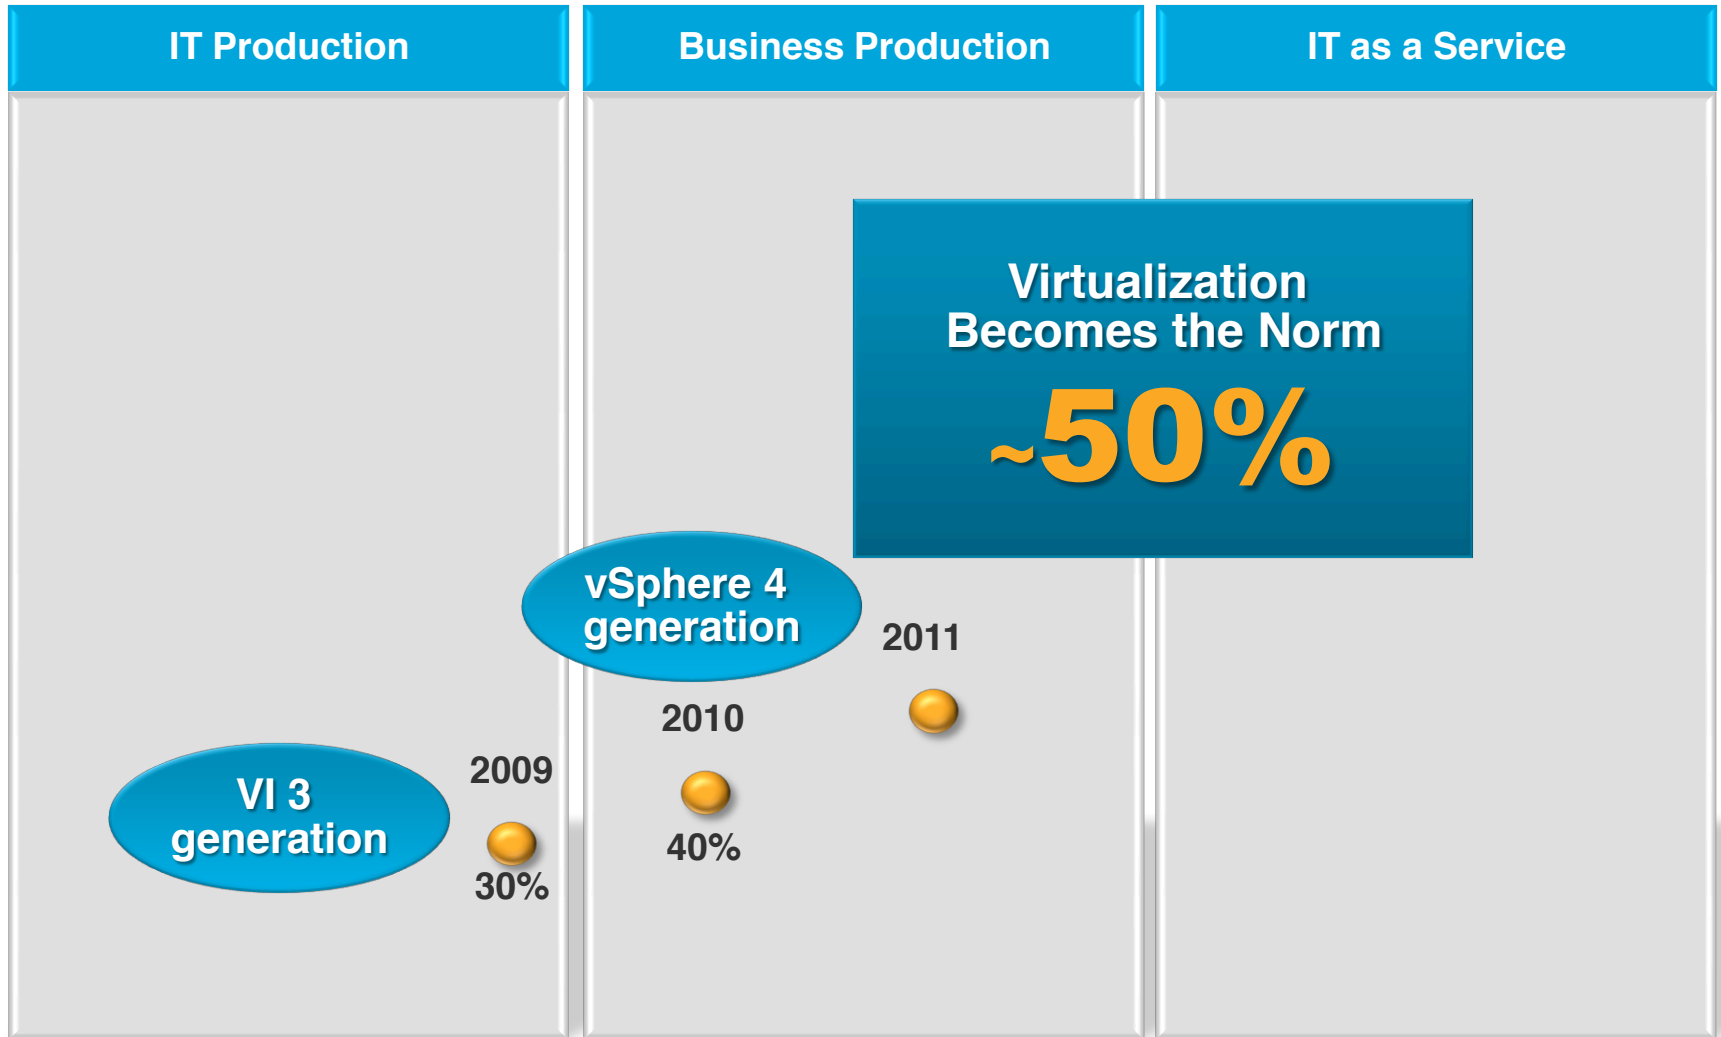 IT Production
Business Production
IT as a Service
Virtualization
Becomes the Norm
~50%
vSphere 4
generation
2011
2010
40%
VI 3
generation
2009
30%